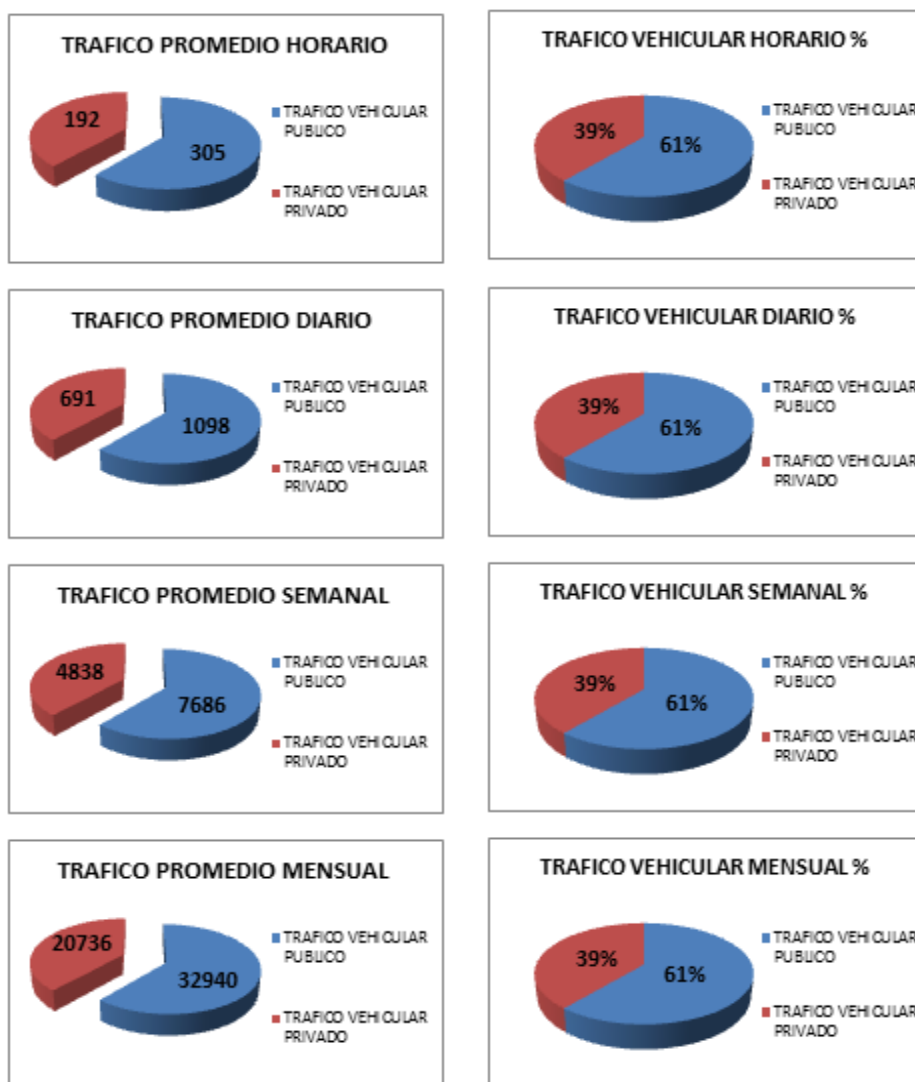 TRAFICO PROMEDIO HORARIO
192
305
TRAFICO VEHICULAR
PUBLICO
TRAFICO VEHICULAR
PRIVADO
TRAFICO VEHICULAR HORARIO %
39%
61%
TRAFICO VEHICULAR
PUBLICO
TRAFICO VEHICULAR
PRIVADO
TRAFICO PROMEDIO DIARIO
691
1098
TRAFICO VEHICULAR
PUBLICO
TRAFICO VEHICULAR
PRIVADO
TRAFICO VEHICULAR DIARIO %
39%
61%
TRAFICO VEHICULAR
PUBLICO
TRAFICO VEHICULAR
PRIVADO
TRAFICO PROMEDIO SEMANAL
4838
7686
TRAFICO VEHICULAR
PUBLICO
TRAFICO VEHICULAR
PRIVADO
TRAFICO VEHICULAR SEMANAL %
39%
61%
TRAFICO VEHICULAR
PUBLICO
TRAFICO VEHICULAR
PRIVADO
TRAFICO PROMEDIO MENSUAL
20736
32940
TRAFICO VEHICULAR
PUBLICO
TRAFICO VEHICULAR
PRIVADO
TRAFICO VEHICULAR MENSUAL %
39%
61%
TRAFICO VEHICULAR
PUBLICO
TRAFICO VEHICULAR
PRIVADO